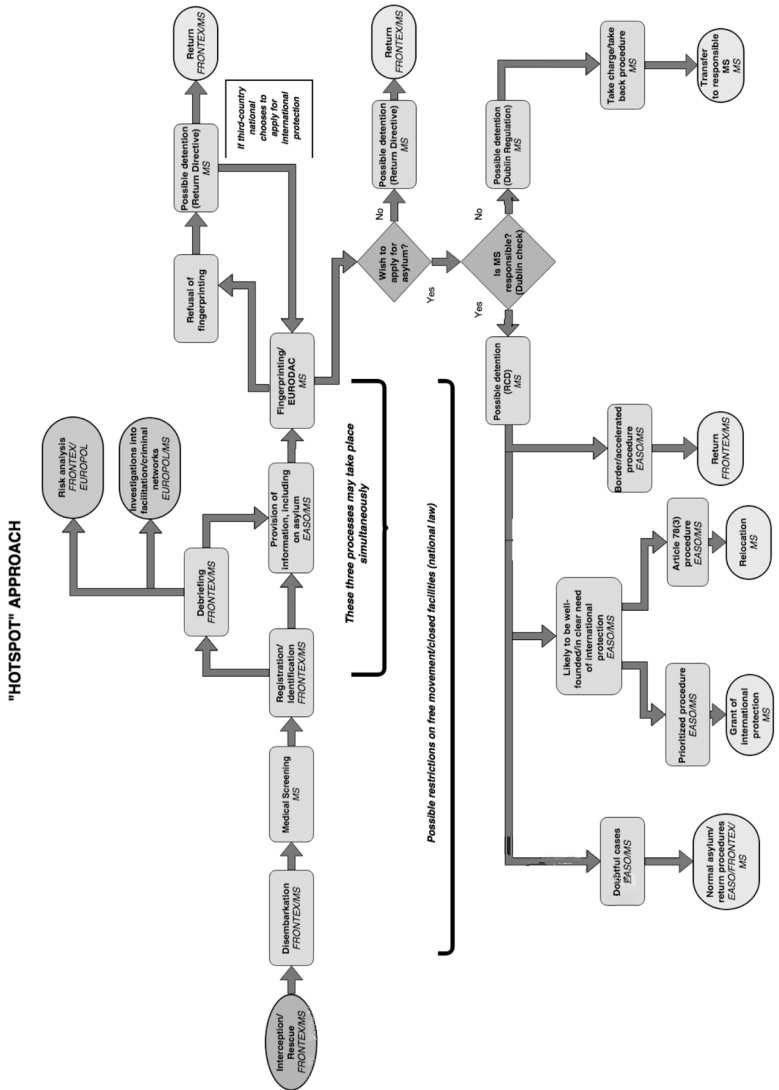 "HOTSPOT" APPROACH
Interception/
Rescue
FRONTEX/MS
Disembarkation
FRONTEX/MS
Medical Screening
MS
Registration/
Identification
FRONTEX/MS
Debriefing
FRONTEX/MS
Risk analysis
FRONTEX/
EUROPOL
Investigations into
facilitation/criminal
networks
EUROPOL/MS
Provision of
information, including
on asylum
EASO/MS
Fingerprinting/
EURODAC
MS
Refusal of
fingerprinting
Possible detention
(Return Directive)
MS
Return
FRONTEX/MS
If third-country
national
chooses to
apply for
international
protection
These three processes may take place
simultaneously
Possible restrictions on free movement/closed facilities (national law)
Wish to
apply for
asylum?
No
Possible detention
(Return Directive)
MS
Return
FRONTEX/MS
Yes
Is MS
responsible?
(Dublin check)
No
Possible detention
(Dublin Regulation)
MS
Take charge/take
back procedure
MS
Transfer
to responsible
MS
MS
Yes
Possible detention
(RCD)
MS
Doubtful cases
EASO/MS
Normal asylum/
return procedures
EASO/FRONTEX/
MS
Likely to be well-
founded/in clear need
of international
protection
EASO/MS
Prioritized procedure
EASO/MS
Grant of
international
protection
MS
Article 78(3)
procedure
EASO/MS
Relocation
MS
Border/accelerated
procedure
EASO/MS
Return
FRONTEX/MS